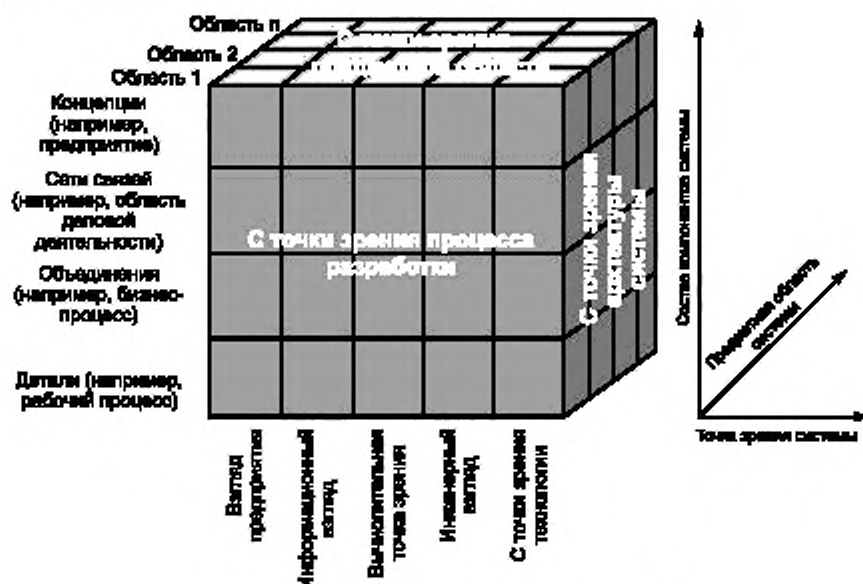 Область n
Область 2
Область 1
Концепции
(например,
предприятие)
Сети связей
(например, область
деловой
деятельности)
Объединения
(например, бизнес-
процесс)
Детали (например,
рабочий процесс)
С точки зрения процесса
разработки
С точки зрения
архитектуры
системы
Состав компонентов системы
Предметная область
системы
Точка зрения системы
Взгляд
предприятия
Информационный
взгляд
Вычислительная
точка зрения
Инженерный
взгляд
С точки зрения
технологии